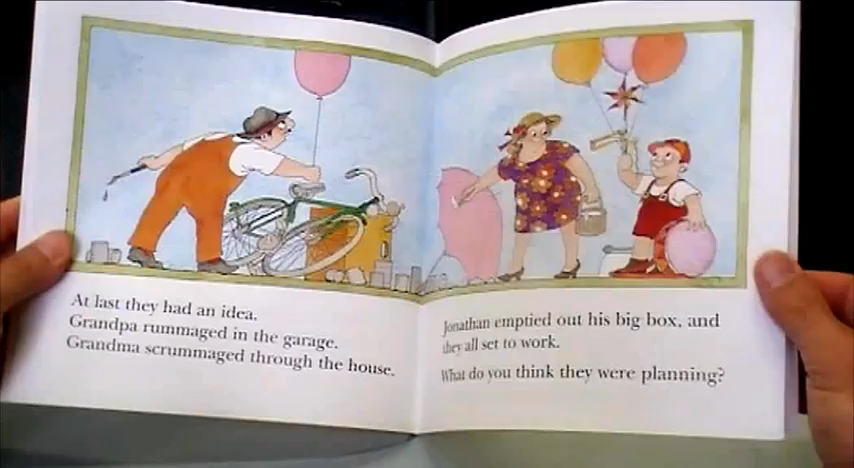 At last they had an idea.
Grandpa rummaged in the garage.
Grandma scrummaged through the house.
Jonathan emptied out his big box, and
they all set to work.
What do you think they were planning?